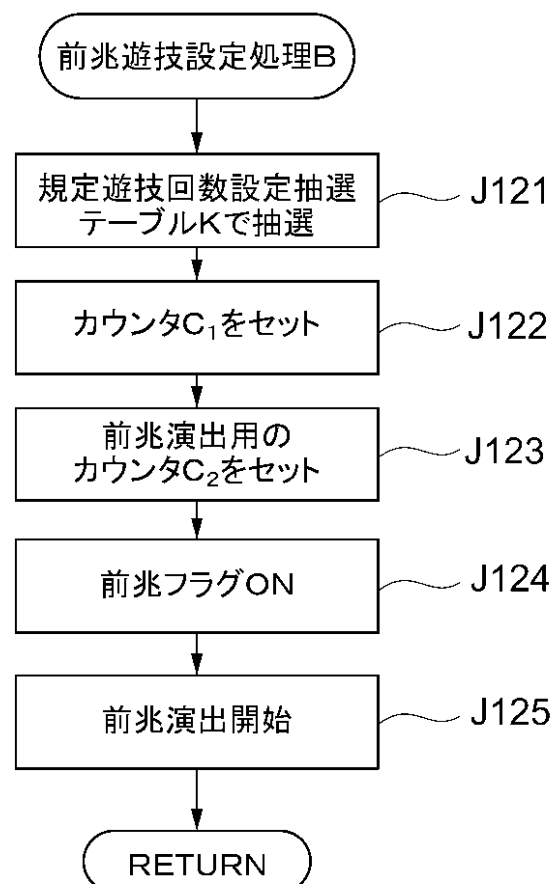 前兆遊技設定処理B
規定遊技回数設定抽選
テーブルKで抽選
J121
カウンタC₁をセット
J122
前兆演出用の
カウンタC₂をセット
J123
前兆フラグON
J124
前兆演出開始
J125
RETURN